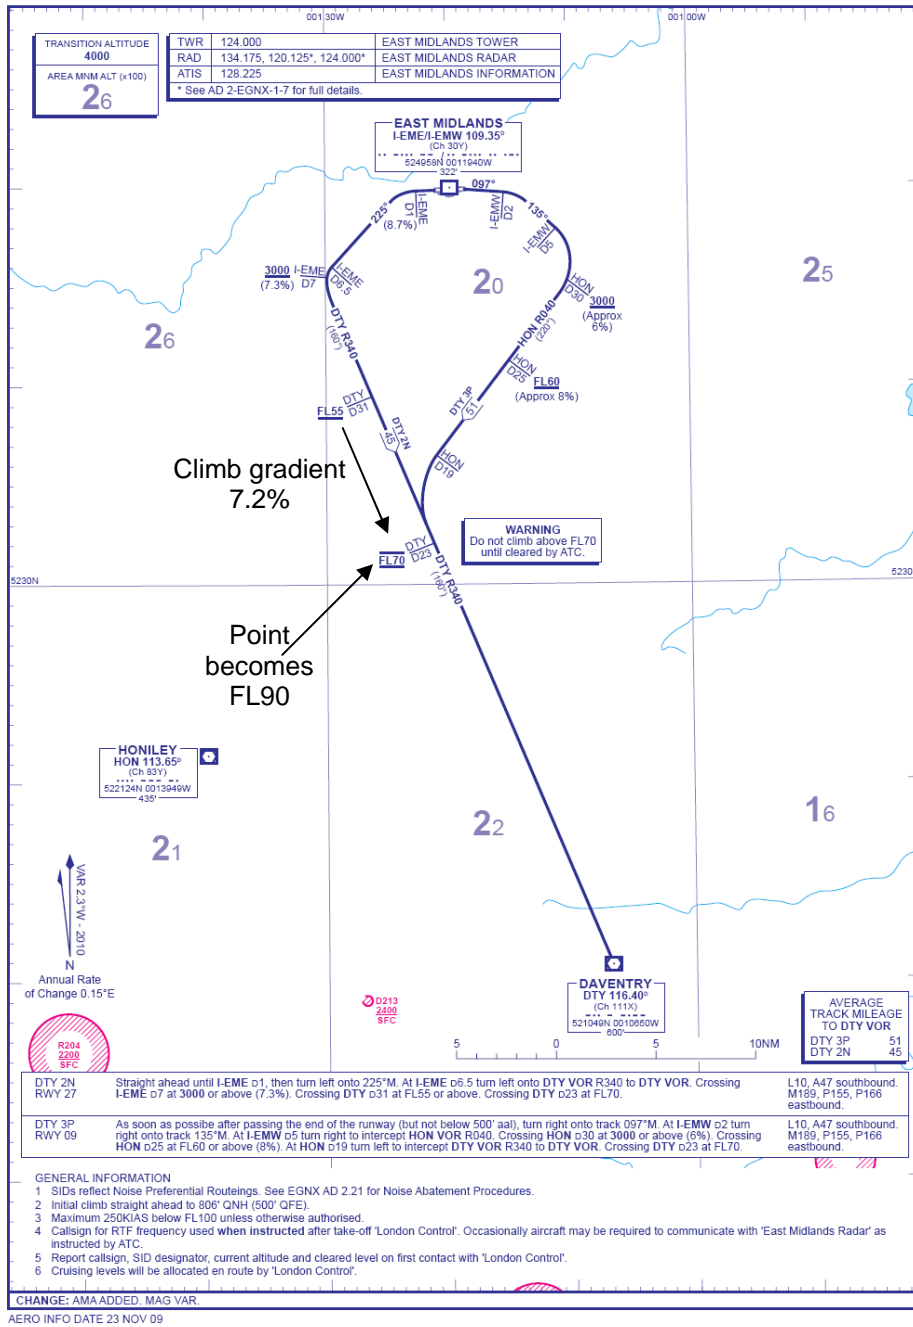 001:30W
001:00W
TRANSITION ALTITUDE
4000
AREA MNM ALT (x100)
26
TWR 124.000 EAST MIDLANDS TOWER
RAD 134.175, 120.125*, 124.000* EAST MIDLANDS RADAR
ATIS 128.225 EAST MIDLANDS INFORMATION
* See AD 2-EGNX-1-7 for full details.
EAST MIDLANDS
I-EME/I-EMW 109.35°
(Ch 30Y)
524958N 0011940W
322'
097°
225°
I-EME
D1
(8.7%)
I-EMW
D2
135°
I-EMW
D5
3000 I-EME
(7.3%) D7
I-EME
D6.5
20
25
26
HON
D30
3000
(Approx
6%)
DTY R340
(160°)
HON R040
(220°)
HON
D25
FL60
(Approx 8%)
DTY
D31
FL55
DTY 2N
45
DTY 3P
51
HON
D19
Climb gradient
7.2%
WARNING
Do not climb above FL70
until cleared by ATC.
DTY
D23
FL70
DTY R340
(160°)
5230N
5230
Point
becomes
FL90
HONILEY
HON 113.65°
(Ch 83Y)
522124N 0013949W
435'
21
22
16
VAR 2.3°W - 2010
N
Annual Rate
of Change 0.15°E
D213
2400
SFC
DAVENTRY
DTY 116.40°
(Ch 111X)
521049N 0010650W
600'
R204
2200
SFC
5 0 5 10NM
AVERAGE
TRACK MILEAGE
TO DTY VOR
DTY 3P 51
DTY 2N 45
DTY 2N Straight ahead until I-EME D1, then turn left onto 225°M. At I-EME D6.5 turn left onto DTY VOR R340 to DTY VOR. Crossing L10, A47 southbound.
RWY 27 I-EME D7 at 3000 or above (7.3%). Crossing DTY D31 at FL55 or above. Crossing DTY D23 at FL70. M189, P155, P166
eastbound.
DTY 3P As soon as possibe after passing the end of the runway (but not below 500' aal), turn right onto track 097°M. At I-EMW D2 turn L10, A47 southbound.
RWY 09 right onto track 135°M. At I-EMW D5 turn right to intercept HON VOR R040. Crossing HON D30 at 3000 or above (6%). Crossing M189, P155, P166
HON D25 at FL60 or above (8%). At HON D19 turn left to intercept DTY VOR R340 to DTY VOR. Crossing DTY D23 at FL70. eastbound.
GENERAL INFORMATION
1 SIDs reflect Noise Preferential Routeings. See EGNX AD 2.21 for Noise Abatement Procedures.
2 Initial climb straight ahead to 806' QNH (500' QFE).
3 Maximum 250KIAS below FL100 unless otherwise authorised.
4 Callsign for RTF frequency used when instructed after take-off 'London Control'. Occasionally aircraft may be required to communicate with 'East Midlands Radar' as
instructed by ATC.
5 Report callsign, SID designator, current altitude and cleared level on first contact with 'London Control'.
6 Cruising levels will be allocated en route by 'London Control'.
CHANGE: AMA ADDED. MAG VAR.
AERO INFO DATE 23 NOV 09